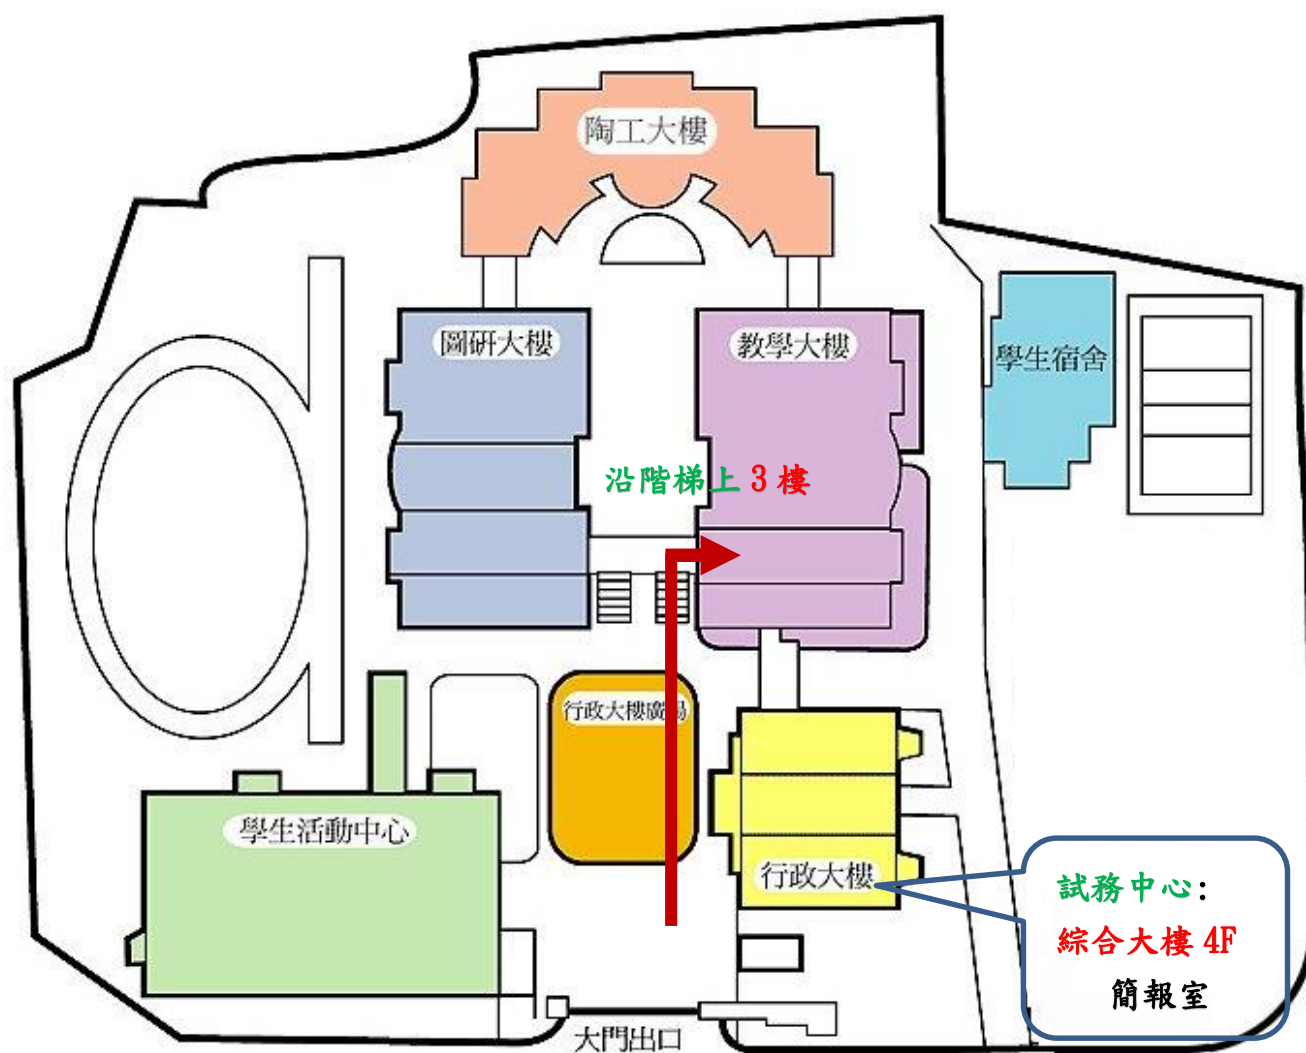 陶工大樓
圖研大樓
教學大樓
學生宿舍
沿階梯上 3 樓
行政大樓廣場
學生活動中心
行政大樓
試務中心:
綜合大樓 4F
簡報室
大門出口